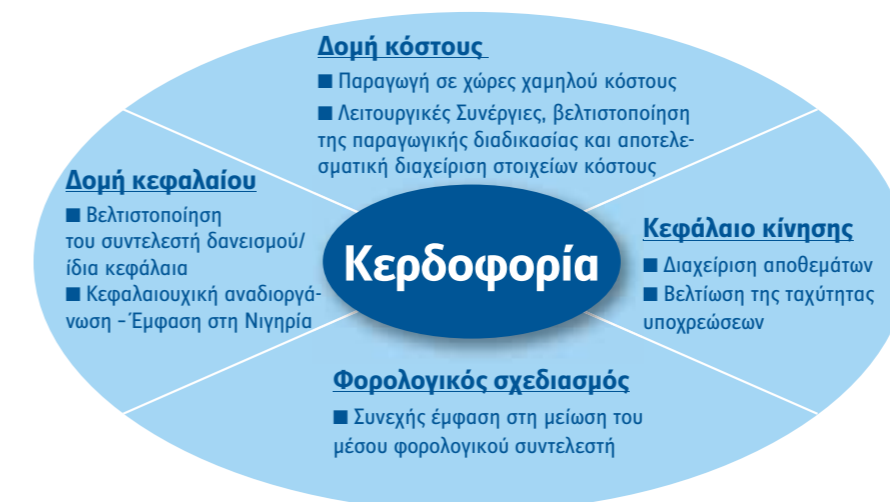 Δομή κόστους
■ Παραγωγή σε χώρες χαμηλού κόστους
■ Λειτουργικές Συνέργιες, βελτιστοποίηση
της παραγωγικής διαδικασίας και αποτελε-
σματική διαχείριση στοιχείων κόστους
Δομή κεφαλαίου
■ Βελτιστοποίηση
του συντελεστή δανεισμού/
ίδια κεφάλαια
■ Κεφαλαιουχική αναδιοργά-
νωση – Έμφαση στη Νιγηρία
Κερδοφορία
Κεφάλαιο κίνησης
■ Διαχείριση αποθεμάτων
■ Βελτίωση της ταχύτητας
υποχρεώσεων
Φορολογικός σχεδιασμός
■ Συνεχής έμφαση στη μείωση του
μέσου φορολογικού συντελεστή